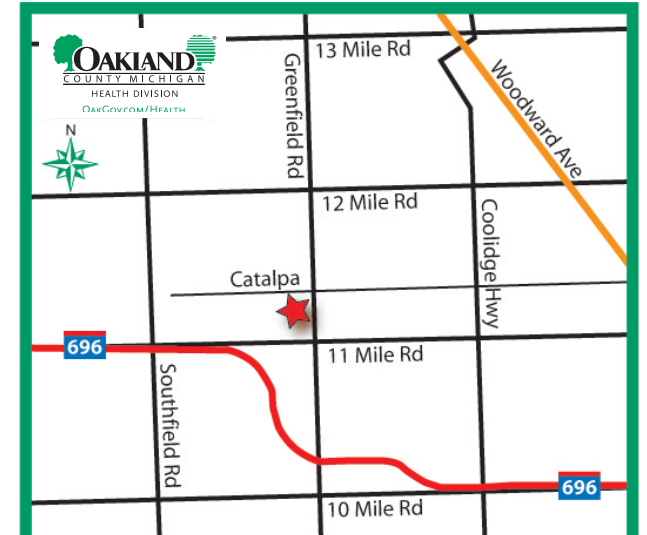 OAKLAND®
COUNTY MICHIGAN
HEALTH DIVISION
OAKGOV.COM/HEALTH
N
13 Mile Rd
Greenfield Rd
Woodward Ave
12 Mile Rd
Coolidge Hwy
Catalpa
696
11 Mile Rd
Southfield Rd
696
10 Mile Rd